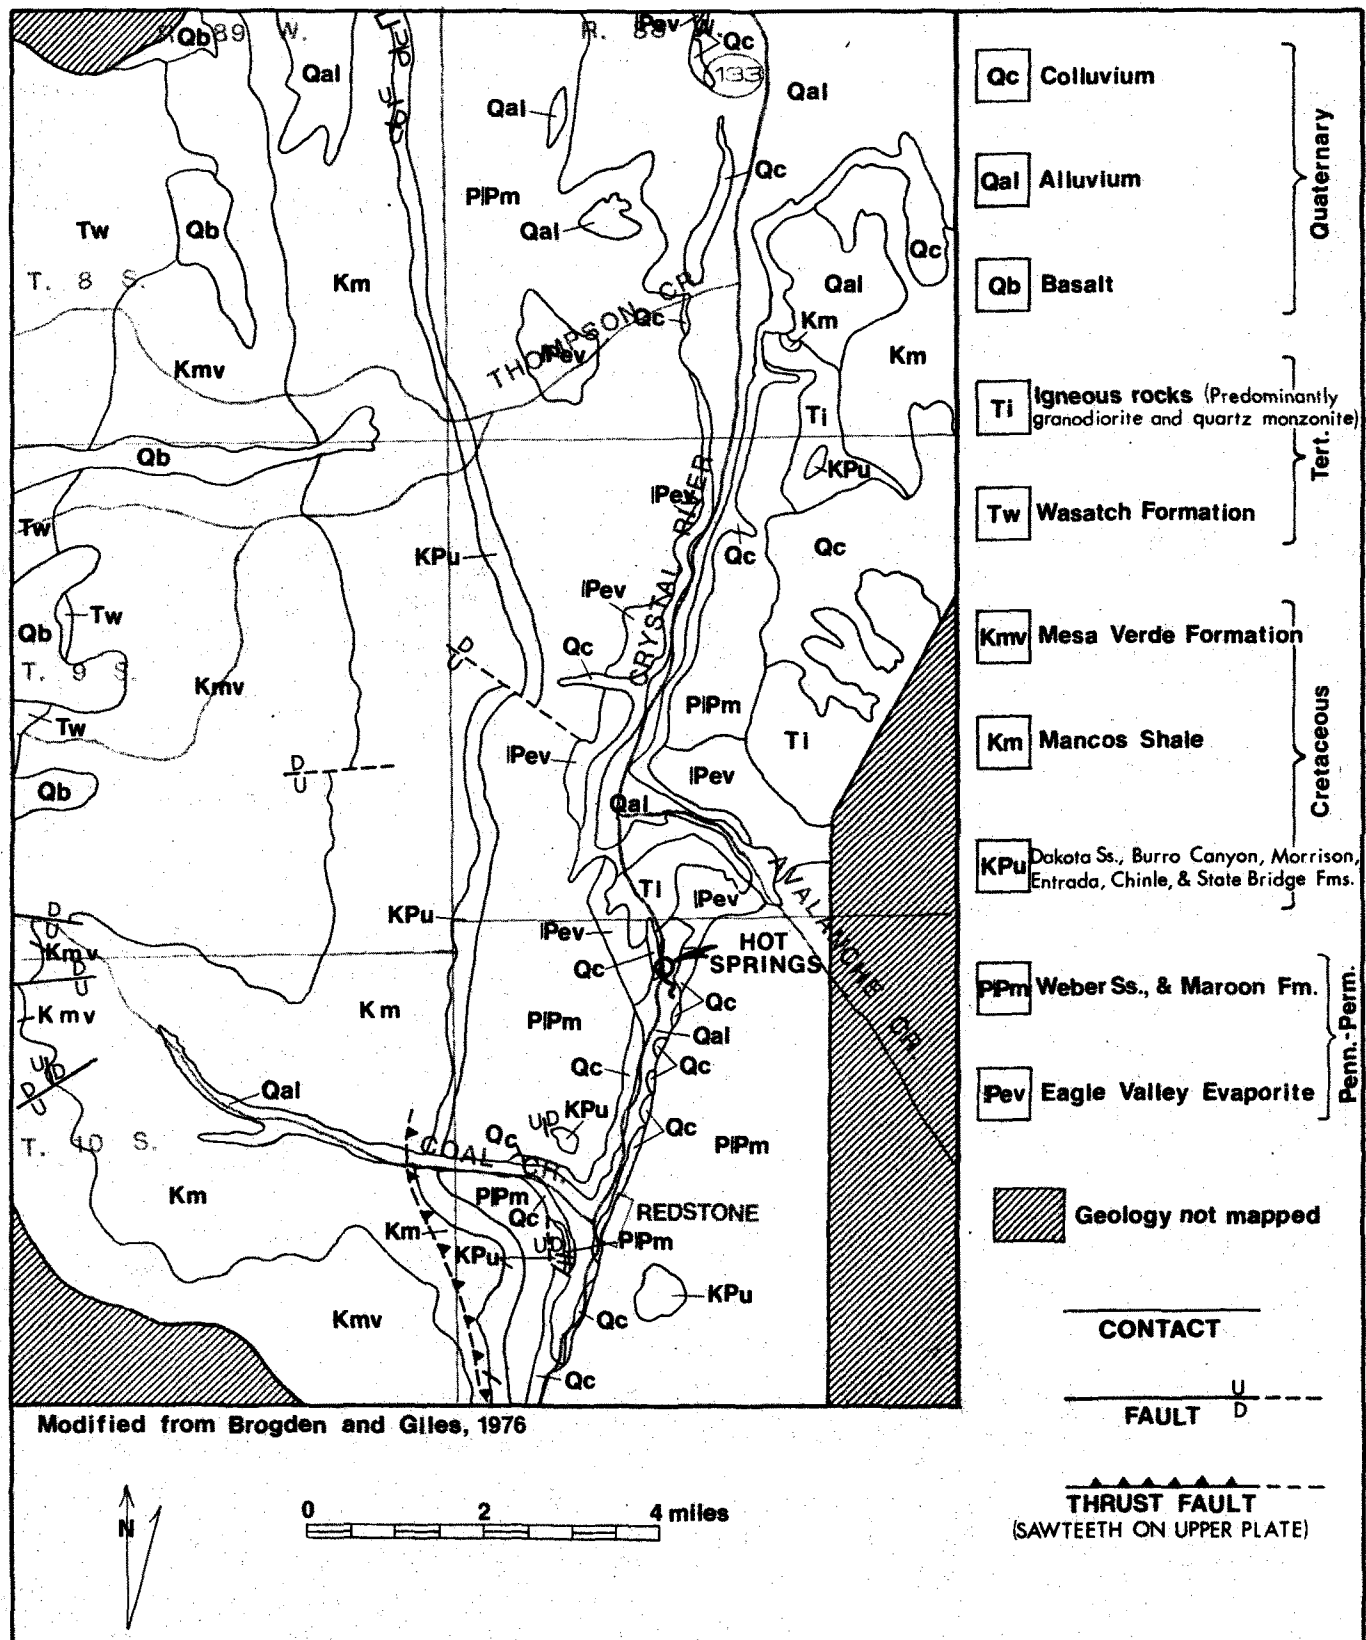 R. 89 W.
R. 88 W.
Qb
Qal
Pev
Qc
133
Qal
Qal
Qc
PPm
Qal
Tw
Qb
Qc
T. 8 S.
Km
Qal
THOMPSON CR.
Qc
Km
Pev
Km
Kmv
Ti
Qb
KPu
CRYSTAL RIVER
Pev
Tw
KPu
Qc
Qc
Pev
Tw
Qb
D
U
Qc
T. 9 S.
Kmv
PPm
Tw
Ti
Pev
D
U
Pev
Qb
Qal
AVALANCHE CR.
Ti
Pev
KPu
D
U
Pev
HOT
SPRINGS
Kmv
D
U
Qc
Qc
Kmv
Km
PPm
Qal
Qc
Qc
U D
D
U
Qal
U D
KPu
Qc
T. 10 S.
COAL CR.
Qc
PPm
Km
PPm
Qc
REDSTONE
Km
KPu
U D
PPm
KPu
Kmv
Qc
Qc
Modified from Brogden and Giles, 1976
N
0 2 4 miles
Qc Colluvium
Qal Alluvium
Qb Basalt
Quaternary
Ti Igneous rocks (Predominantly
granodiorite and quartz monzonite)
Tw Wasatch Formation
Tert.
Kmv Mesa Verde Formation
Km Mancos Shale
KPu Dakota Ss., Burro Canyon, Morrison,
Entrada, Chinle, & State Bridge Fms.
Cretaceous
PPm Weber Ss., & Maroon Fm.
Pev Eagle Valley Evaporite
Penn.-Perm.
Geology not mapped
CONTACT
U
FAULT D
THRUST FAULT
(SAWTEETH ON UPPER PLATE)